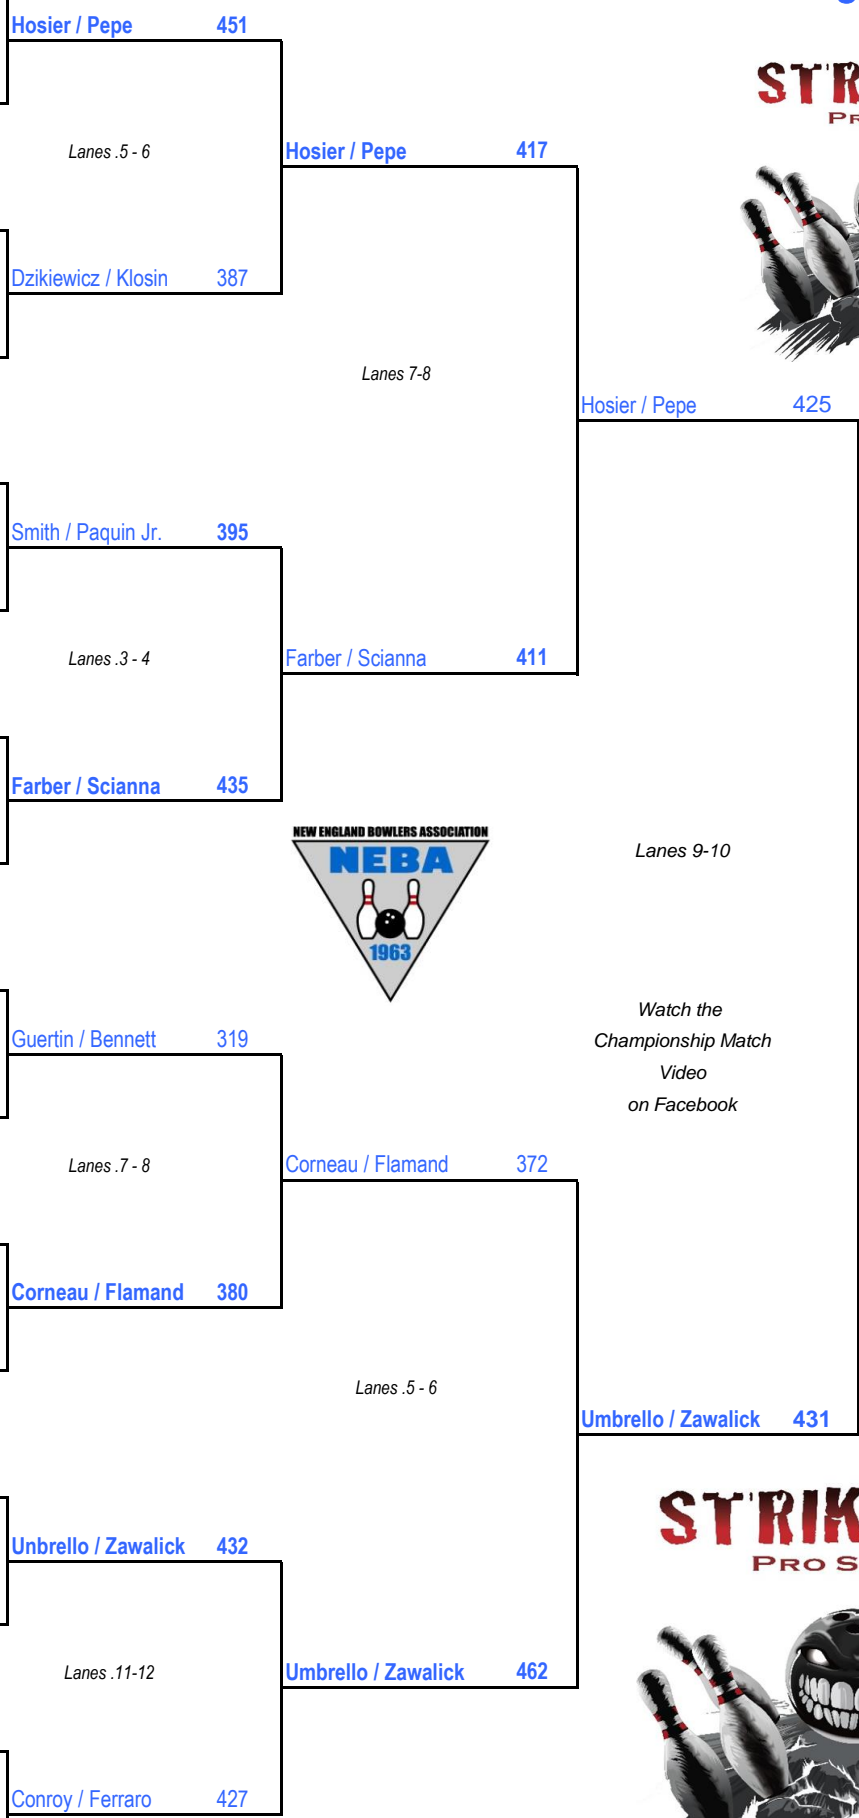 Hosier / Pepe 451
STR
PR
Lanes .5 - 6
Hosier / Pepe 417
Dzikiewicz / Klosin 387
Lanes 7-8
Hosier / Pepe 425
Smith / Paquin Jr. 395
Lanes .3 - 4
Farber / Scianna 411
Farber / Scianna 435
NEW ENGLAND BOWLERS ASSOCIATION
NEBA
1963
Lanes 9-10
Watch the
Championship Match
Video
on Facebook
Guertin / Bennett 319
Lanes .7 - 8
Corneau / Flamand 372
Corneau / Flamand 380
Lanes .5 - 6
Umbrello / Zawalick 431
STRIK
PRO S
Unbrello / Zawalick 432
Lanes .11-12
Umbrello / Zawalick 462
Conroy / Ferraro 427